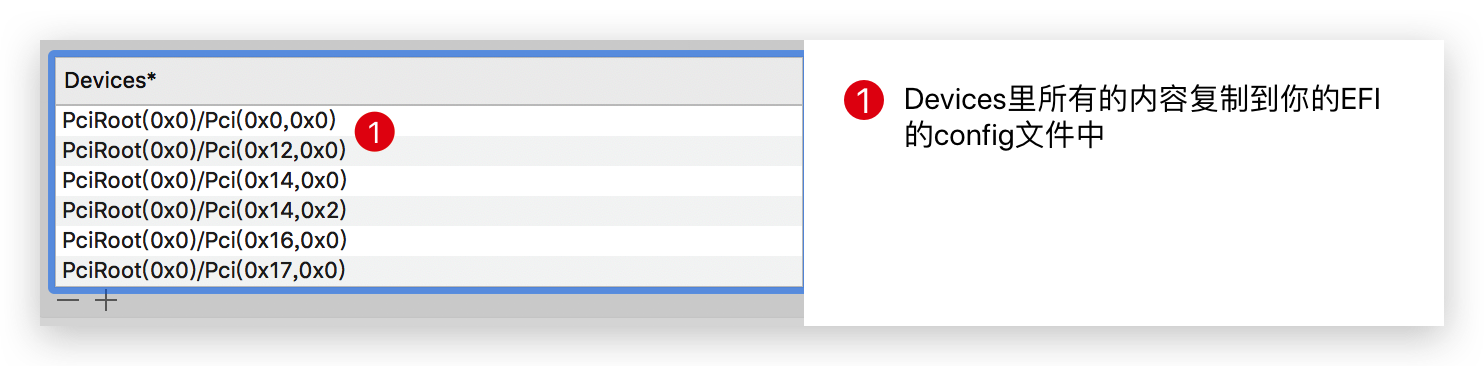 Devices*
PciRoot(0x0)/Pci(0x0,0x0)
1
PciRoot(0x0)/Pci(0x12,0x0)
PciRoot(0x0)/Pci(0x14,0x0)
PciRoot(0x0)/Pci(0x14,0x2)
PciRoot(0x0)/Pci(0x16,0x0)
PciRoot(0x0)/Pci(0x17,0x0)
1
Devices里所有的内容复制到你的EFI
的config文件中